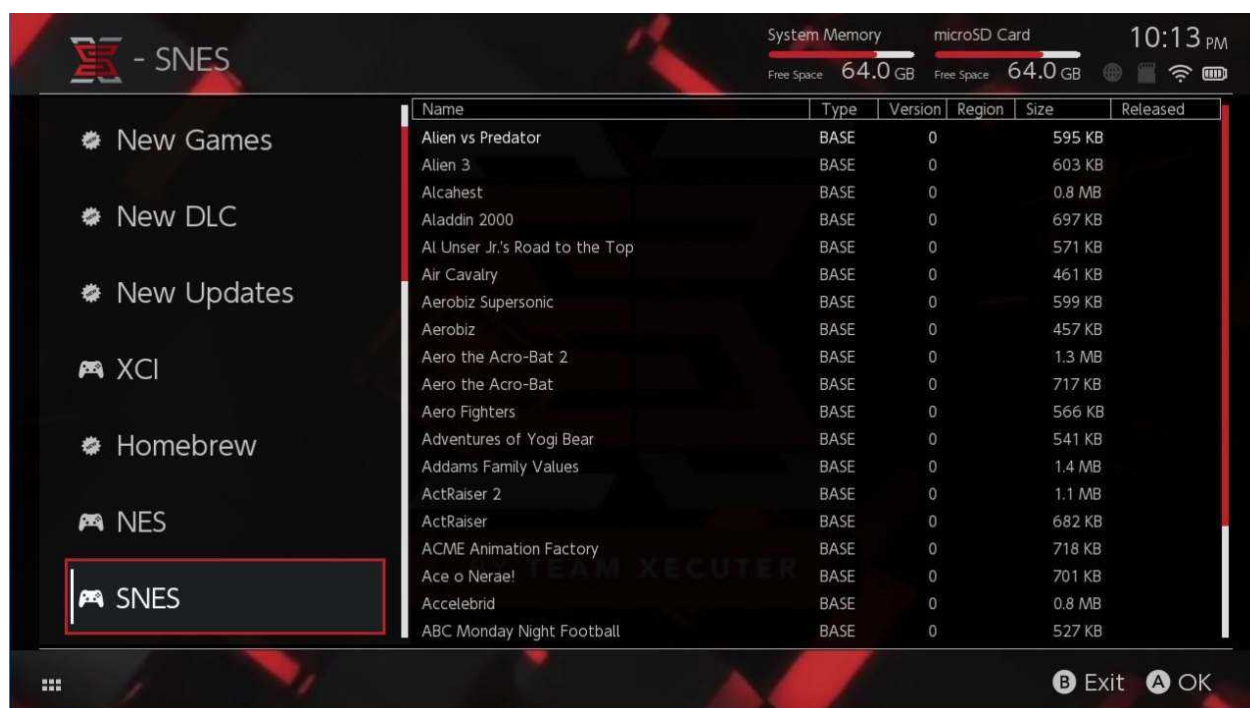 - SNES
System Memory microSD Card 10:13 PM
Free Space 64.0 GB Free Space 64.0 GB
New Games
New DLC
New Updates
XCI
Homebrew
NES
SNES
Name Type Version Region Size Released
Alien vs Predator BASE 0 595 KB
Alien 3 BASE 0 603 KB
Alcahest BASE 0 0.8 MB
Aladdin 2000 BASE 0 697 KB
Al Unser Jr.'s Road to the Top BASE 0 571 KB
Air Cavalry BASE 0 461 KB
Aerobiz Supersonic BASE 0 599 KB
Aerobiz BASE 0 457 KB
Aero the Acro-Bat 2 BASE 0 1.3 MB
Aero the Acro-Bat BASE 0 717 KB
Aero Fighters BASE 0 566 KB
Adventures of Yogi Bear BASE 0 541 KB
Addams Family Values BASE 0 1.4 MB
ActRaiser 2 BASE 0 1.1 MB
ActRaiser BASE 0 682 KB
ACME Animation Factory BASE 0 718 KB
Ace o Nerae! BASE 0 701 KB
Accelebrid BASE 0 0.8 MB
ABC Monday Night Football BASE 0 527 KB
BY TEAM XECUTER
B Exit A OK